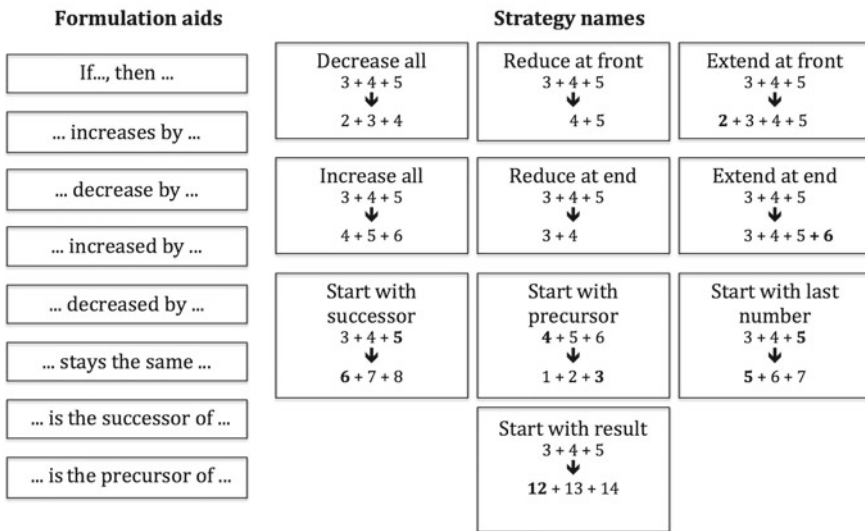 Formulation aids
If..., then ...
... increases by ...
... decrease by ...
... increased by ...
... decreased by ...
... stays the same ...
... is the successor of ...
... is the precursor of ...
Strategy names
Decrease all
3 + 4 + 5
2 + 3 + 4
Reduce at front
3 + 4 + 5
4 + 5
Extend at front
3 + 4 + 5
2 + 3 + 4 + 5
Increase all
3 + 4 + 5
4 + 5 + 6
Reduce at end
3 + 4 + 5
3 + 4
Extend at end
3 + 4 + 5
3 + 4 + 5 + 6
Start with
successor
3 + 4 + 5
6 + 7 + 8
Start with
precursor
4 + 5 + 6
1 + 2 + 3
Start with last
number
3 + 4 + 5
5 + 6 + 7
Start with result
3 + 4 + 5
12 + 13 + 14